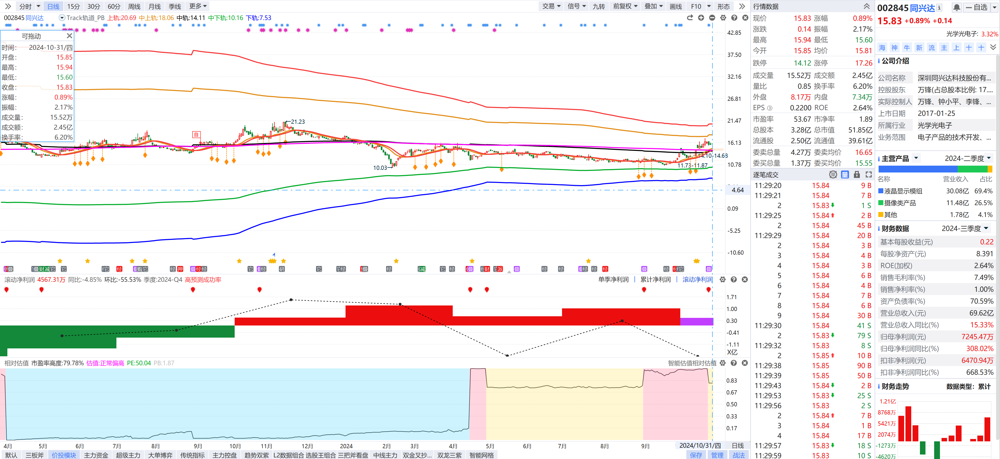 分时 日线 15分 30分 60分 周线 月线 季线 更多 交易 信号 九转 前复权 叠加 画线 F10 形态
002845 同兴达 Track轨道_PB 上轨:20.69 中上轨:18.06 中轨:14.11 中下轨:10.16 下轨:7.53
可拖动
时间: 2024-10-31/四
开盘: 15.85
最高: 15.94
最低: 15.60
收盘: 15.83
涨幅: 0.89%
振幅: 2.17%
成交量: 15.52万
成交额: 2.45亿
换手率: 6.20%
42.85
37.50
32.16
26.81
21.47
16.13
10.78
4.64
0.09
-5.25
-10.60
自
21.23
10.03
14.10-14.68
11.73-11.87
滚动净利润 4567.31万 同比:-4.85% 环比:-55.53% 季度:2024-Q4 高预测成功率
单季净利润 | 累计净利润 | 滚动净利润
1.71
1.00
0.30
-0.41
-1.11
X亿
相对估值 市盈率高度:79.78% 估值:正常偏高 PE:50.04 PB:1.87
智能估值相对估值
0.83
0.67
0.50
0.33
0.17
4月 5月 6月 7月 8月 9月 10月 11月 12月 2024 2月 3月 4月 5月 6月 7月 8月 9月 2024/10/31/四 日线
默认 三板斧 价投模块 主力资金 超级主力 大单博弈 传统指标 主力控盘 趋势双紫 L2数据组合 选股王组合 三把斧看盘 中线主力 双金叉抄... 双龙三紫 智能网格 保存 管理 战法
行情数据
现价 15.83 涨幅 0.89%
涨跌 0.14 振幅 2.17%
最高 15.94 最低 15.60
今开 15.85 均价 15.81
跌停 14.12 涨停 17.26
成交量 15.52万 成交额 2.45亿
量比 0.85 换手率 6.20%
外盘 8.17万 内盘 7.34万
EPS ③ 0.2200 ROE 2.64%
市盈率 53.67 市净率 1.89
总股本 3.28亿 总市值 51.85亿
流通股 2.50亿 流通值 39.61亿
委卖总量 4.27万 委卖均价 16.65
委买总量 1.37万 委买均价 15.55
逐笔成交 单 量
11:29:20 15.84 9 B
11:29:21 15.84 7 B
2 15.83 1 S
11:29:25 15.84 2 B
2 15.84 45 B
11:29:29 15.84 20 B
2 15.84 3 B
3 15.84 4 B
4 15.84 3 B
5 15.84 6 B
6 15.84 4 B
7 15.84 7 B
8 15.84 6 B
9 15.84 30 B
11:29:30 15.84 41 S
2 15.83 79 S
11:29:32 15.83 8 S
2 15.85 10 B
11:29:38 15.85 90 B
11:29:39 15.85 50 B
11:29:43 15.84 2 B
11:29:53 15.83 25 S
11:29:56 15.83 2 S
2 15.84 7 B
3 15.84 1 B
4 15.84 17 B
11:29:57 15.83 18 S
11:29:59 15.83 10 S
002845 同兴达 自选
15.83 +0.89% +0.14
光学光电子: 3.32%
海 神 牛 新 流 主 上 十 十
公司介绍
公司名称 深圳同兴达科技股份有...
控股股东 万锋(占总股本比例: 17....
实际控制人 万锋、钟小平、李锋、...
上市日期 2017-01-25
所属行业 光学光电子
业务范围 电子产品的技术开发、...
主营产品 2024-二季度
名称 营业收入 占比
液晶显示模组 30.08亿 69.4%
摄像类产品 11.48亿 26.5%
其他 1.78亿 4.1%
财务数据 2024-三季度
基本每股收益(元) 0.22
每股净资产(元) 8.391
ROE(加权) 2.64%
销售毛利率(%) 7.49%
销售净利率(%) 1.00%
资产负债率(%) 70.59%
营业总收入(元) 69.62亿
营业总收入同比(%) 15.33%
归母净利润(元) 7245.47万
归母净利润同比(%) 308.02%
扣非净利润(元) 6470.94万
扣非净利润同比(%) 668.53%
财务走势 数据类型: 累计
1.21亿
8768万
5421万
2074万
-1273万
-4620万